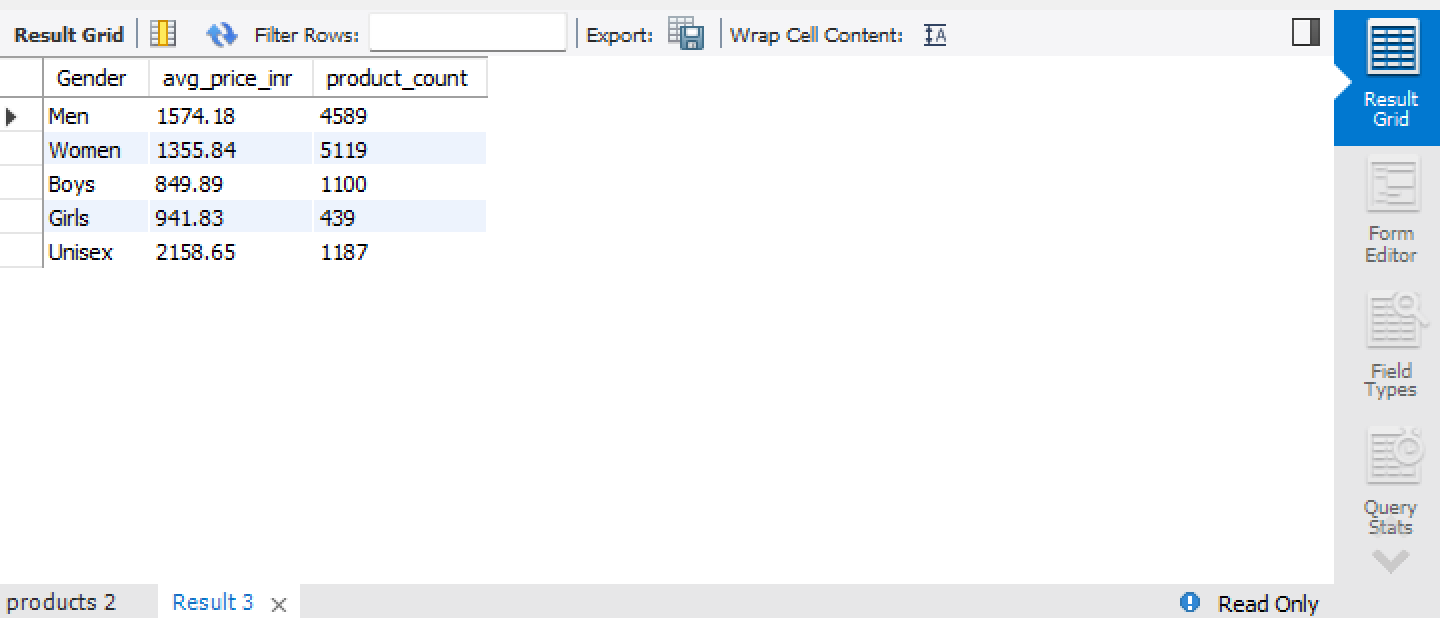 Result Grid Filter Rows: Export: Wrap Cell Content: IA
Gender avg_price_inr product_count
Men 1574.18 4589
Women 1355.84 5119
Boys 849.89 1100
Girls 941.83 439
Unisex 2158.65 1187
Result
Grid
Form
Editor
Field
Types
Query
Stats
products 2 Result 3 Read Only